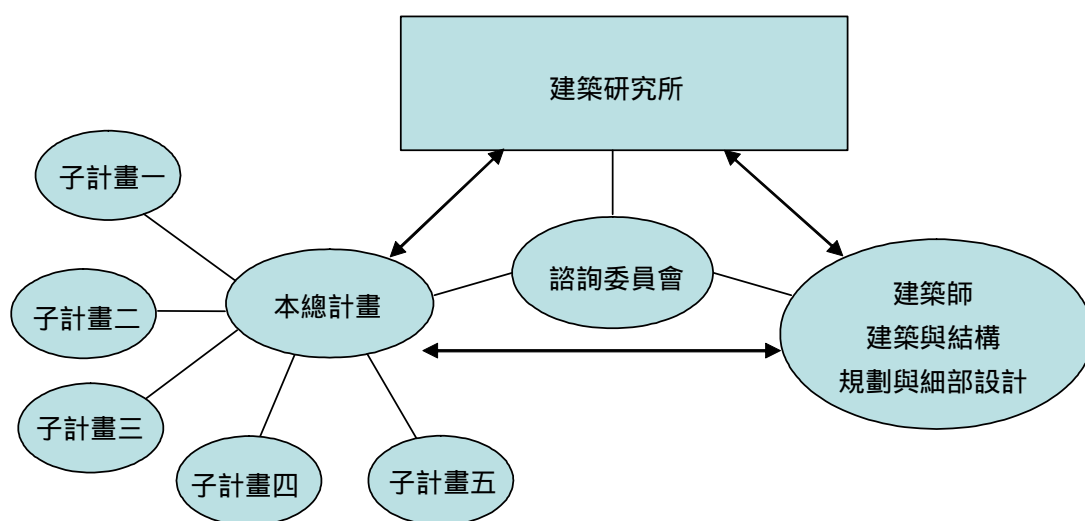 建築研究所
子計畫一
諮詢委員會
本總計畫
子計畫二
建築師
建築與結構
規劃與細部設計
子計畫三
子計畫四
子計畫五